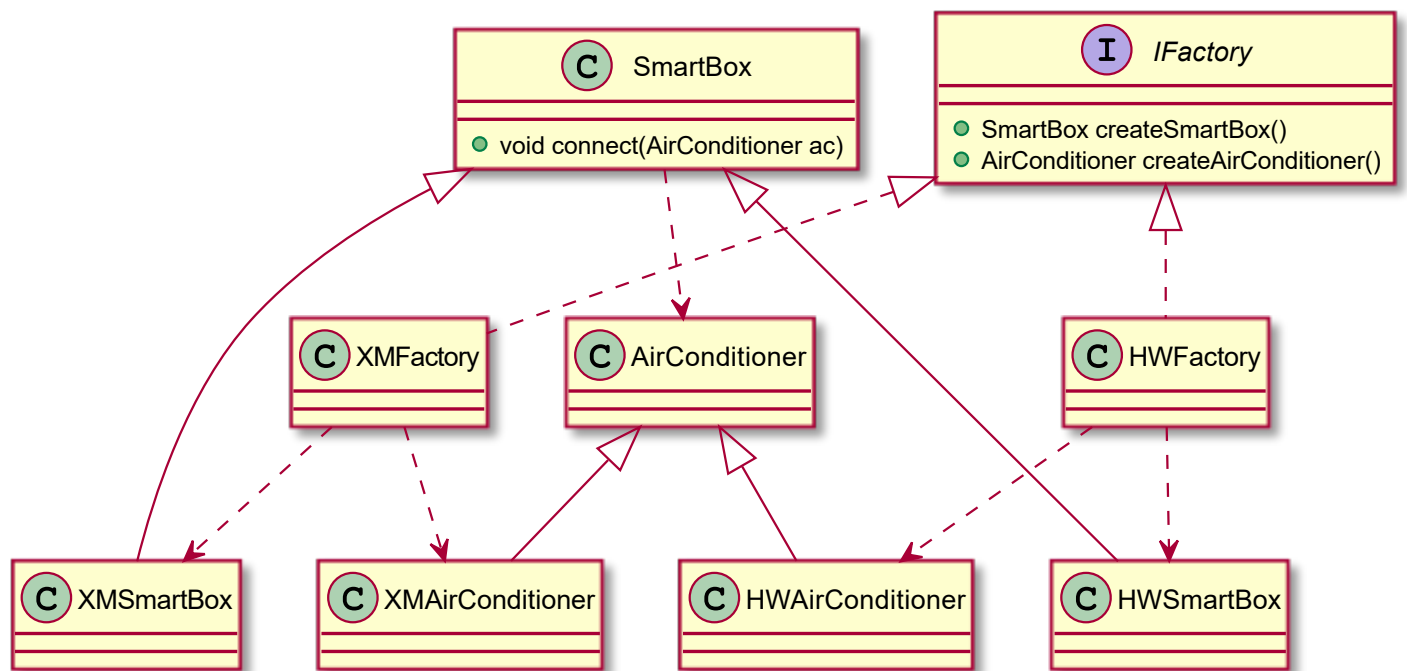 C SmartBox
void connect(AirConditioner ac)
I IFactory
SmartBox createSmartBox()
AirConditioner createAirConditioner()
C XMFactory
C AirConditioner
C HWFactory
C XMSmartBox
C XMAirConditioner
C HWAirConditioner
C HWSmartBox